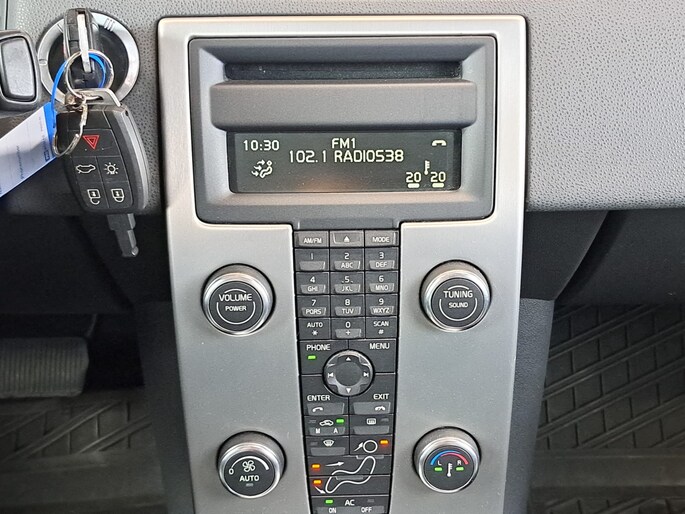 10:30 FM1
102.1 RADIO538
20 20
AM/FM MODE
1 2 ABC 3 DEF
4 GHI 5 JKL 6 MNO
7 PQRS 8 TUV 9 WXYZ
AUTO * 0 + SCAN #
VOLUME
POWER
TUNING
SOUND
PHONE MENU
ENTER EXIT
M A
0
AUTO
L R
AC
ON OFF